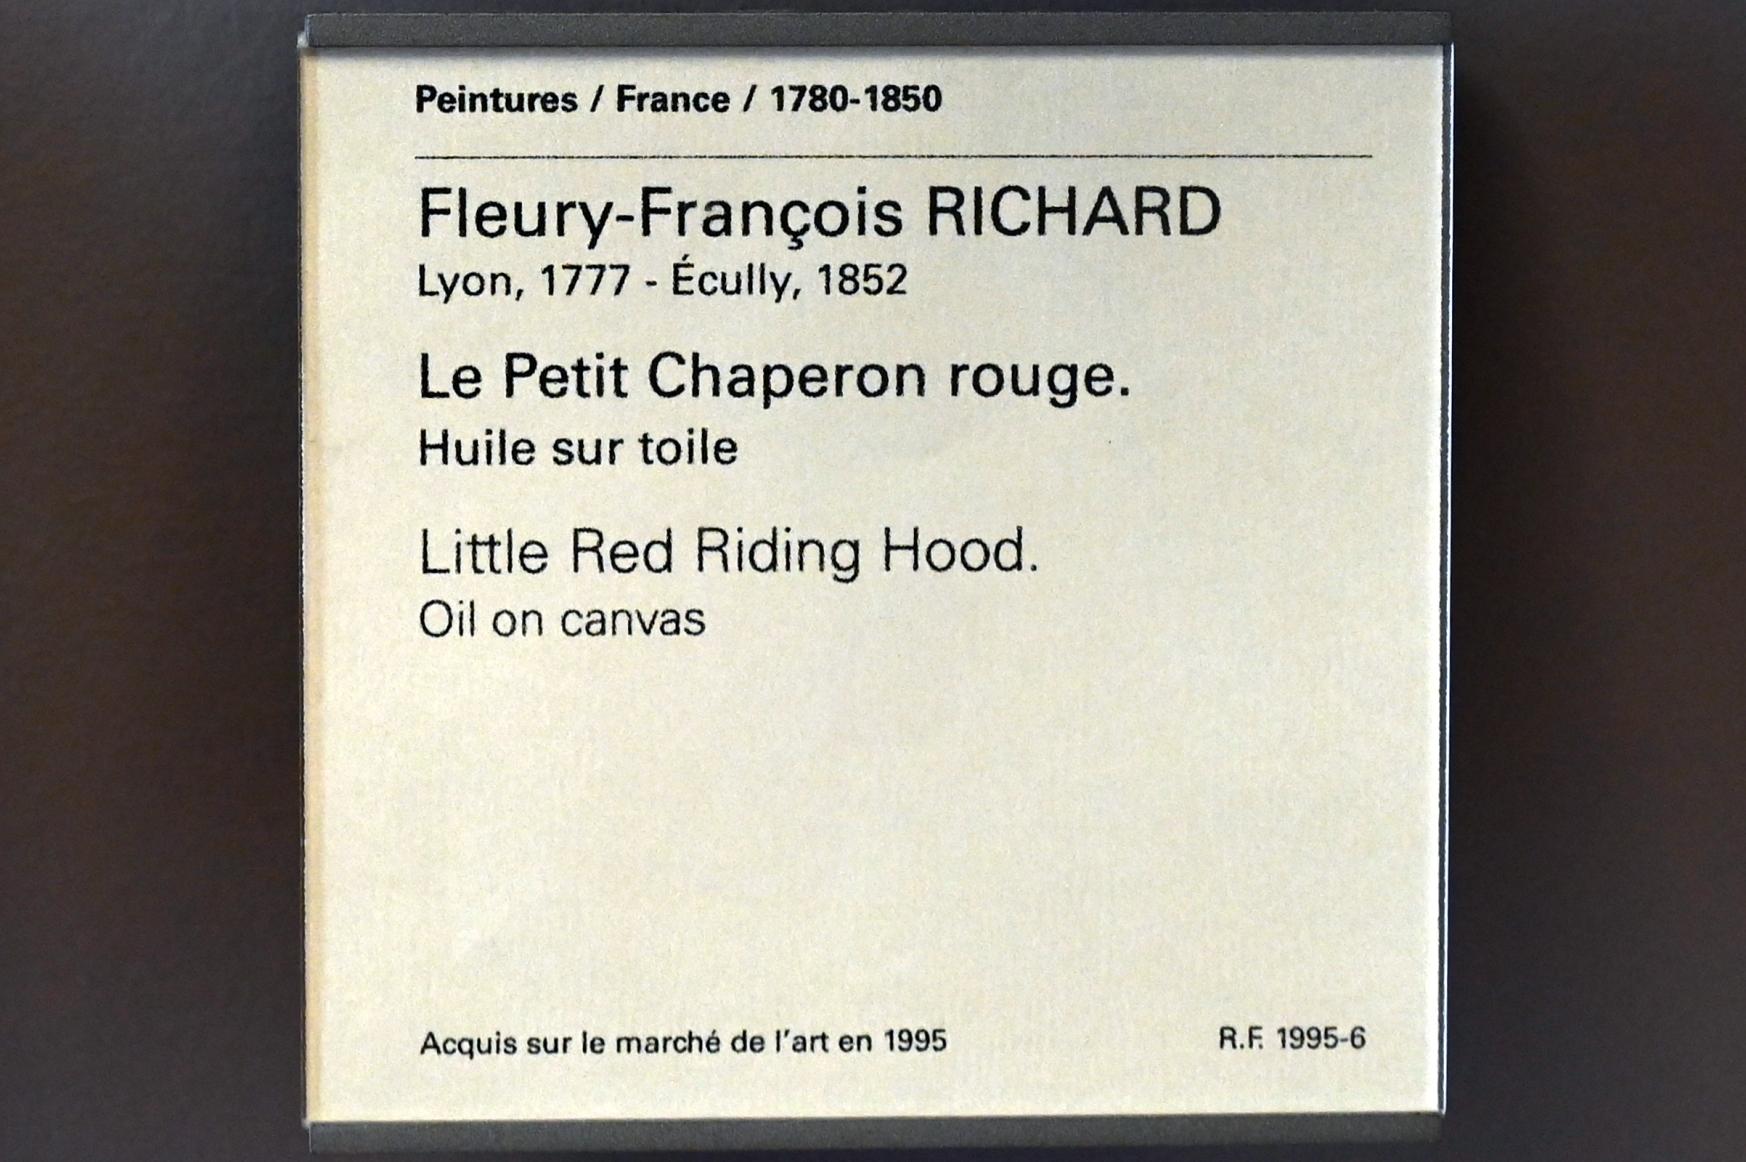 Peintures / France / 1780-1850
Fleury-François RICHARD
Lyon, 1777 - Écully, 1852
Le Petit Chaperon rouge.
Huile sur toile
Little Red Riding Hood.
Oil on canvas
Acquis sur le marché de l'art en 1995 R.F. 1995-6